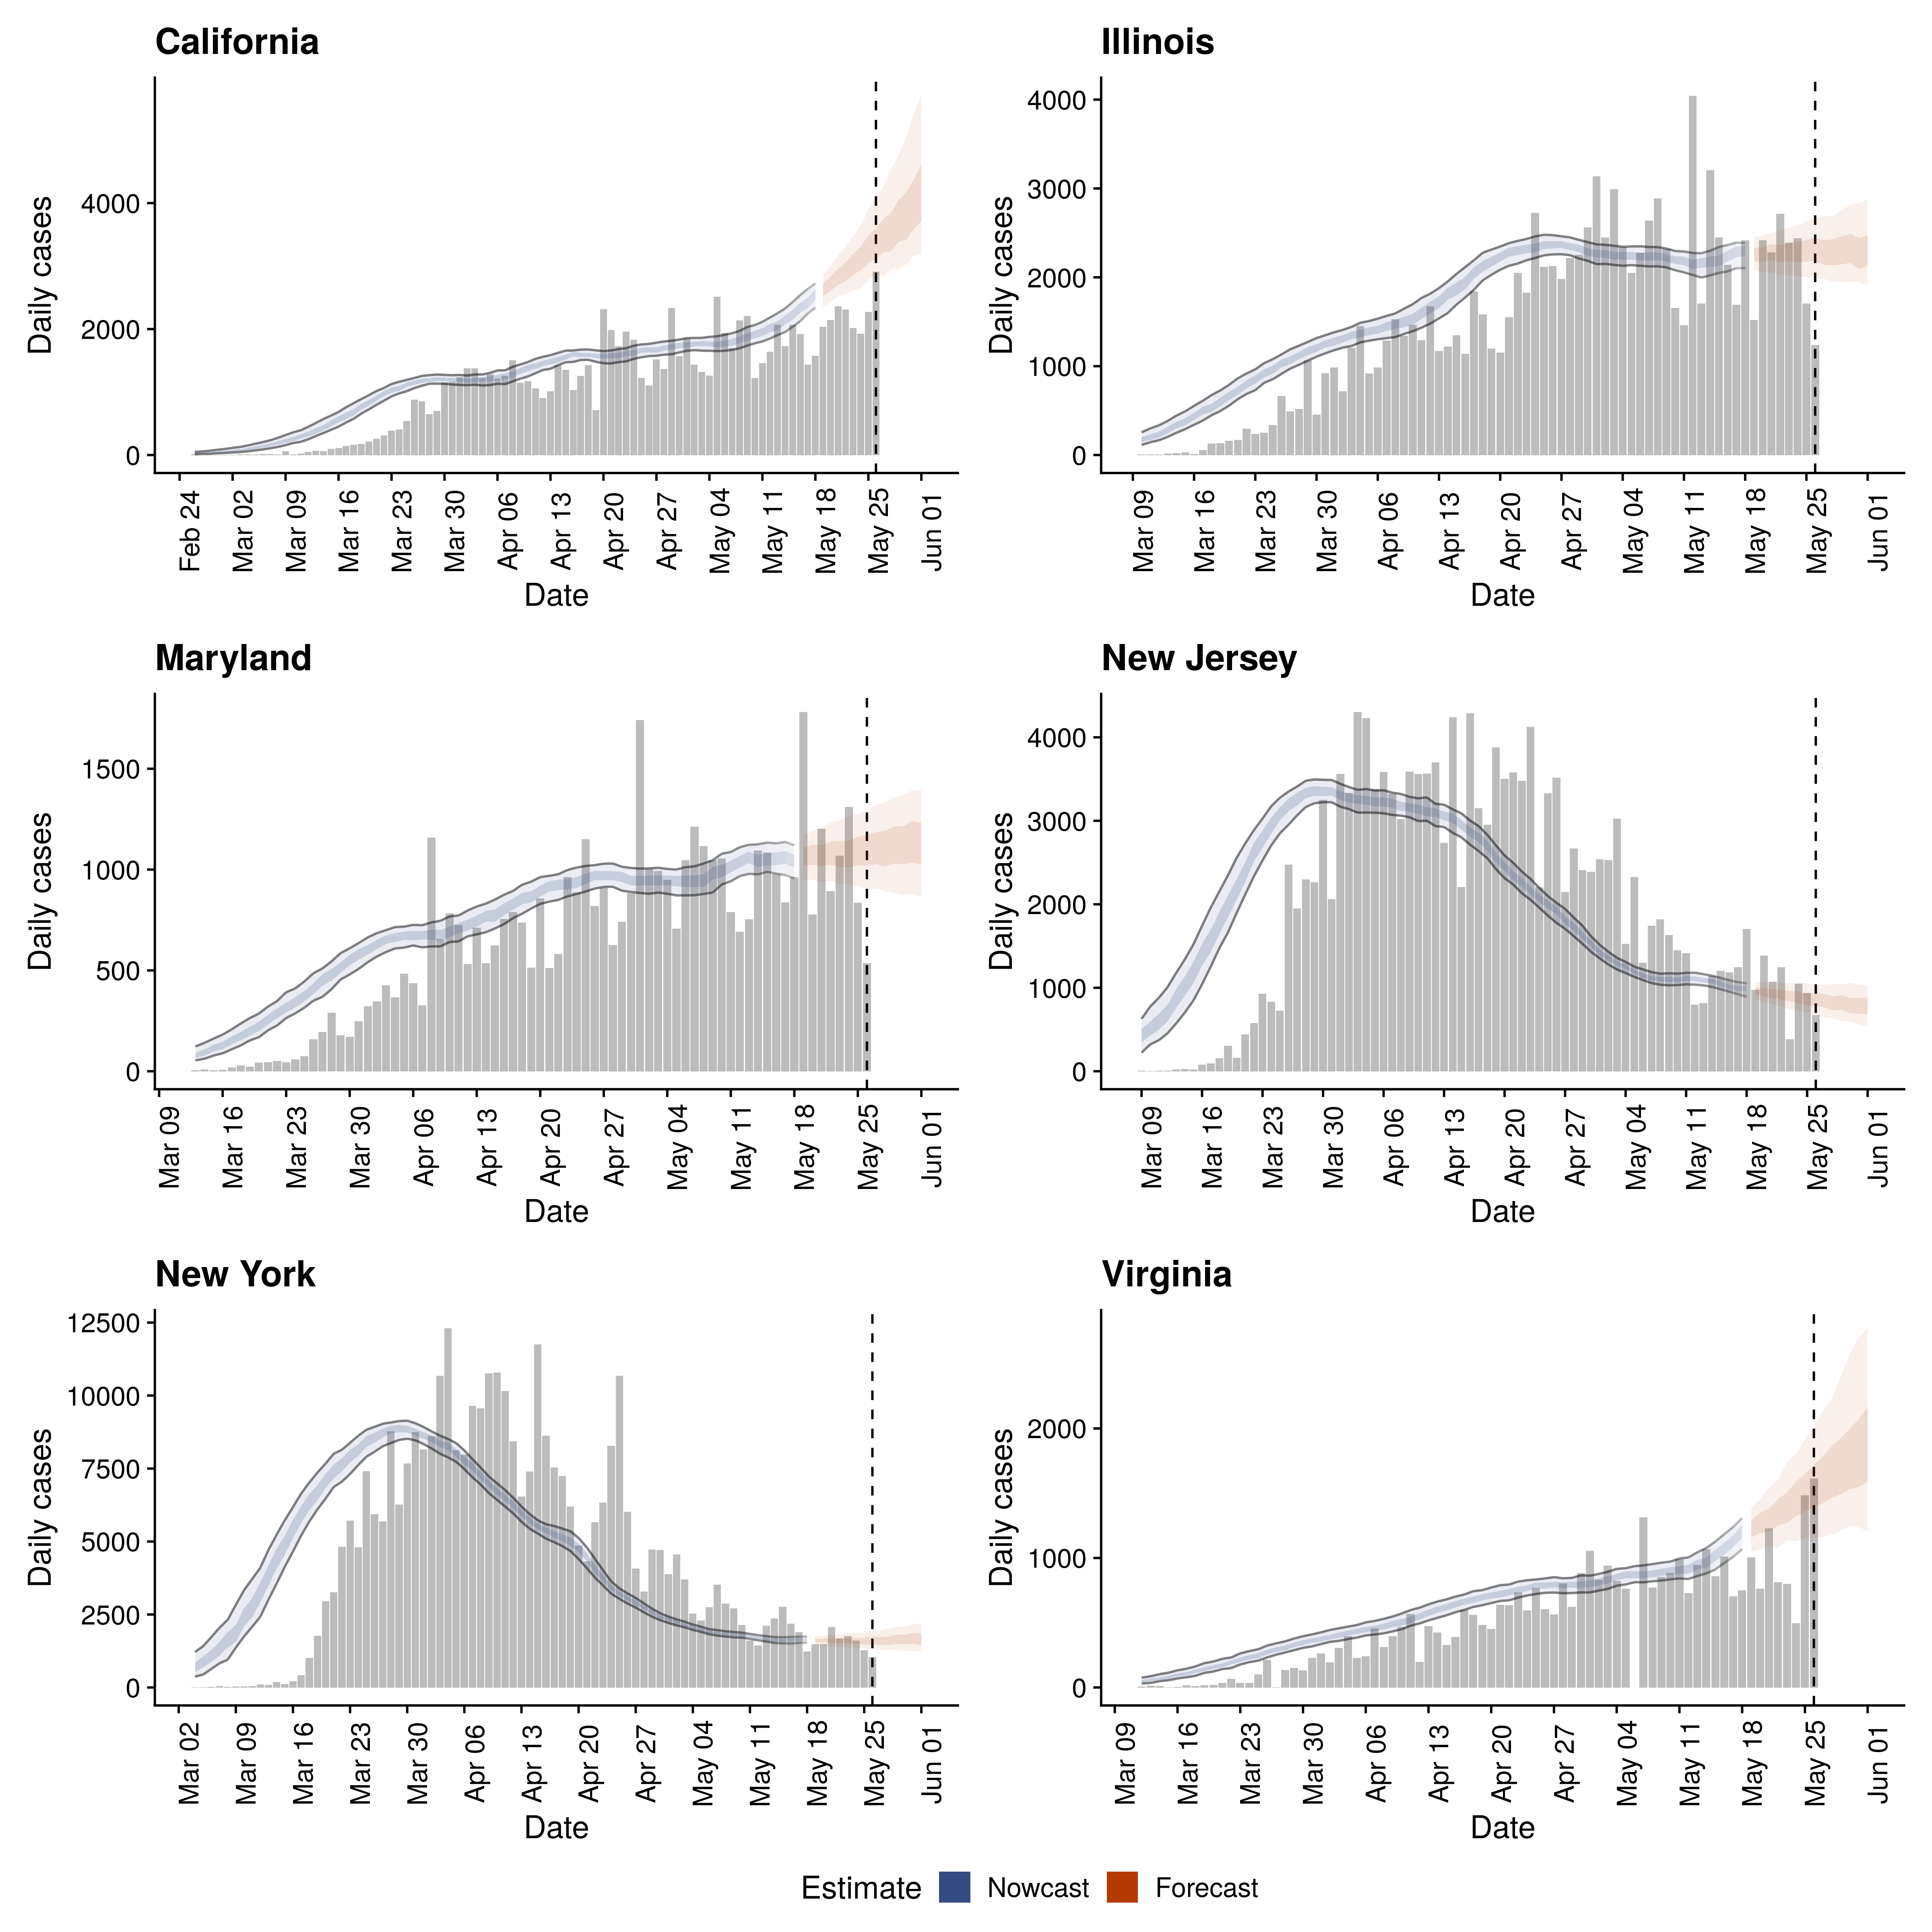 California
Daily cases
4000
2000
0
Feb 24
Mar 02
Mar 09
Mar 16
Mar 23
Mar 30
Apr 06
Apr 13
Apr 20
Apr 27
May 04
May 11
May 18
May 25
Jun 01
Date
Illinois
Daily cases
4000
3000
2000
1000
0
Mar 09
Mar 16
Mar 23
Mar 30
Apr 06
Apr 13
Apr 20
Apr 27
May 04
May 11
May 18
May 25
Jun 01
Date
Maryland
Daily cases
1500
1000
500
0
Mar 09
Mar 16
Mar 23
Mar 30
Apr 06
Apr 13
Apr 20
Apr 27
May 04
May 11
May 18
May 25
Jun 01
Date
New Jersey
Daily cases
4000
3000
2000
1000
0
Mar 09
Mar 16
Mar 23
Mar 30
Apr 06
Apr 13
Apr 20
Apr 27
May 04
May 11
May 18
May 25
Jun 01
Date
New York
Daily cases
12500
10000
7500
5000
2500
0
Mar 02
Mar 09
Mar 16
Mar 23
Mar 30
Apr 06
Apr 13
Apr 20
Apr 27
May 04
May 11
May 18
May 25
Jun 01
Date
Virginia
Daily cases
2000
1000
0
Mar 09
Mar 16
Mar 23
Mar 30
Apr 06
Apr 13
Apr 20
Apr 27
May 04
May 11
May 18
May 25
Jun 01
Date
Estimate Nowcast Forecast